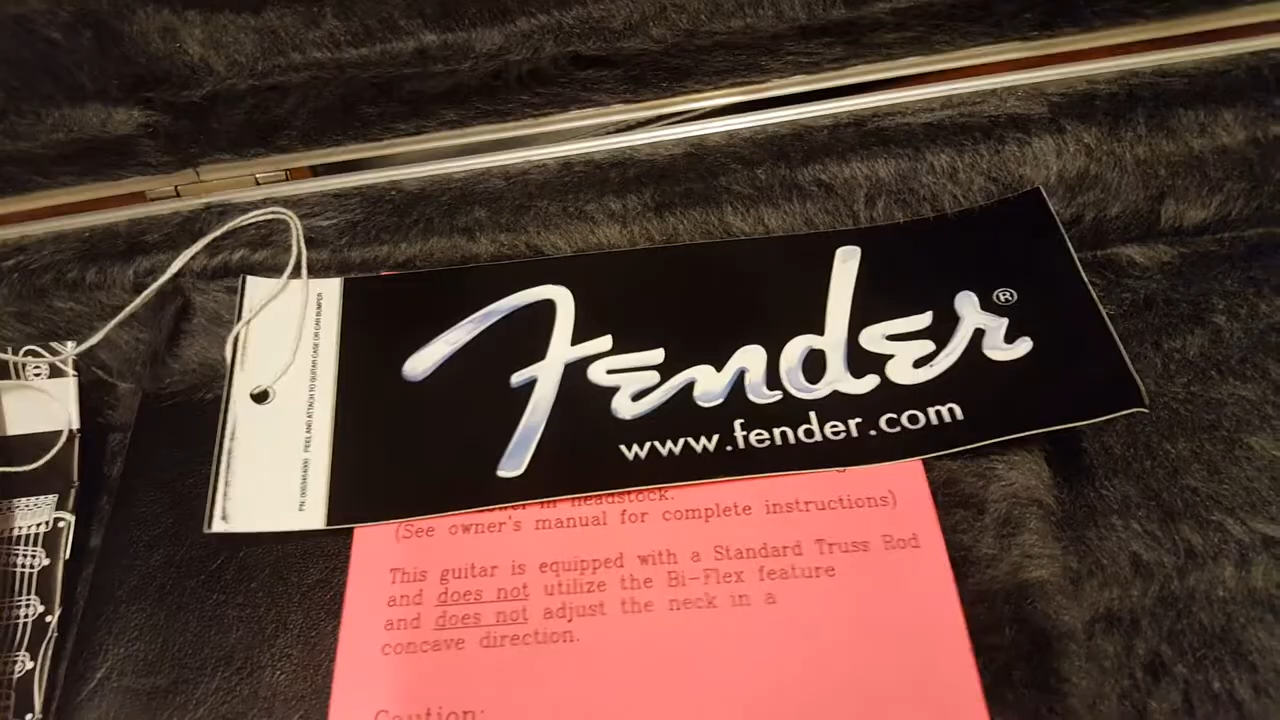 Fender®
www.fender.com
PEEL AND ATTACH TO GUITAR CASE OR CAR BUMPER
in headstock.
(See owner's manual for complete instructions)
This guitar is equipped with a Standard Truss Rod
and does not utilize the Bi-Flex feature
and does not adjust the neck in a
concave direction.
Caution: